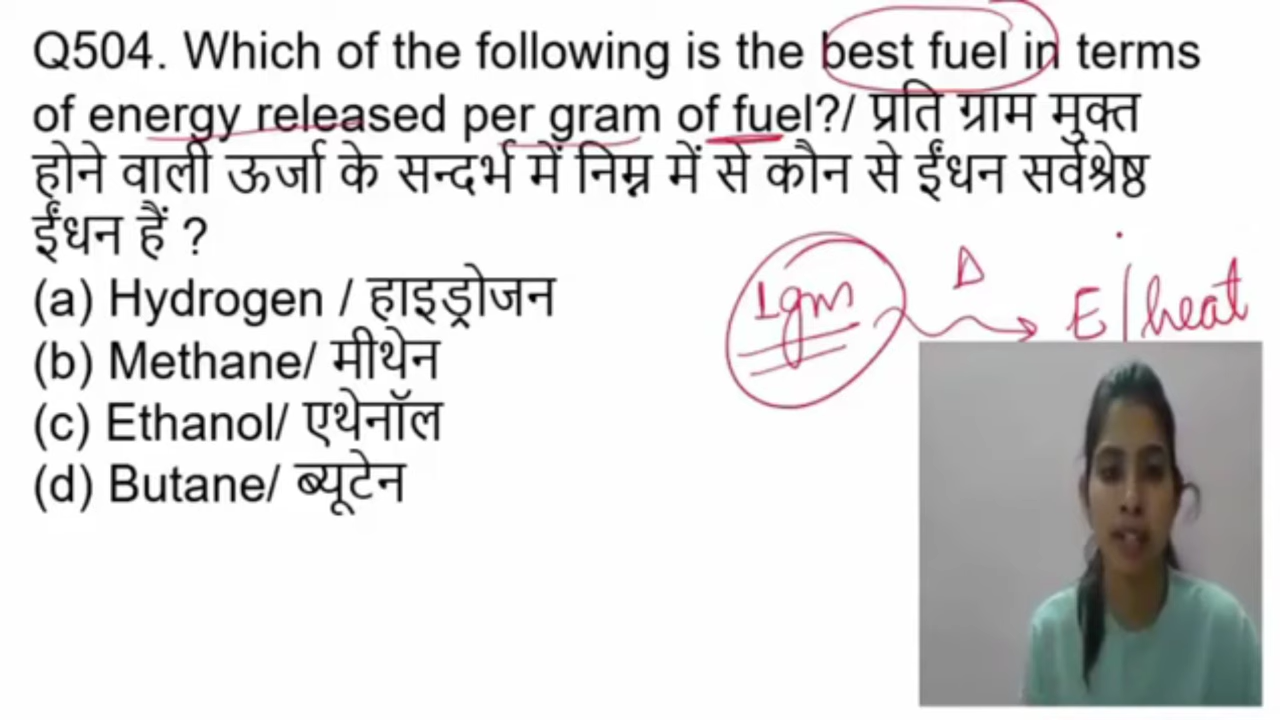 Q504. Which of the following is the best fuel in terms
of energy released per gram of fuel?/ प्रति ग्राम मुक्त
होने वाली ऊर्जा के सन्दर्भ में निम्न में से कौन से ईंधन सर्वश्रेष्ठ
ईंधन हैं ?
(a) Hydrogen / हाइड्रोजन
1gm Δ E/heat
(b) Methane/ मीथेन
(c) Ethanol/ एथेनॉल
(d) Butane/ ब्यूटेन